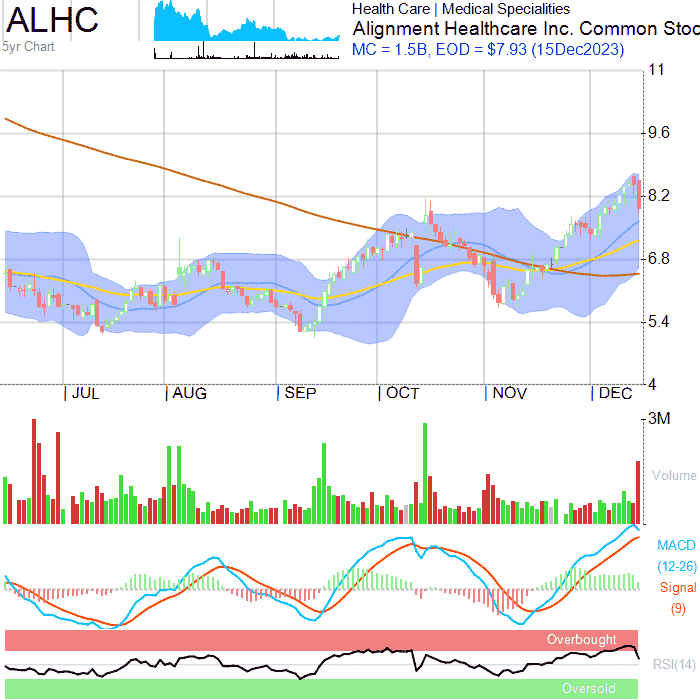 ALHC
5yr Chart
Health Care | Medical Specialities
Alignment Healthcare Inc. Common Stoc
MC = 1.5B, EOD = $7.93 (15Dec2023)
11
9.6
8.2
6.8
5.4
4
JUL AUG SEP OCT NOV DEC
3M
Volume
MACD
(12-26)
Signal
(9)
Overbought
RSI(14)
Oversold